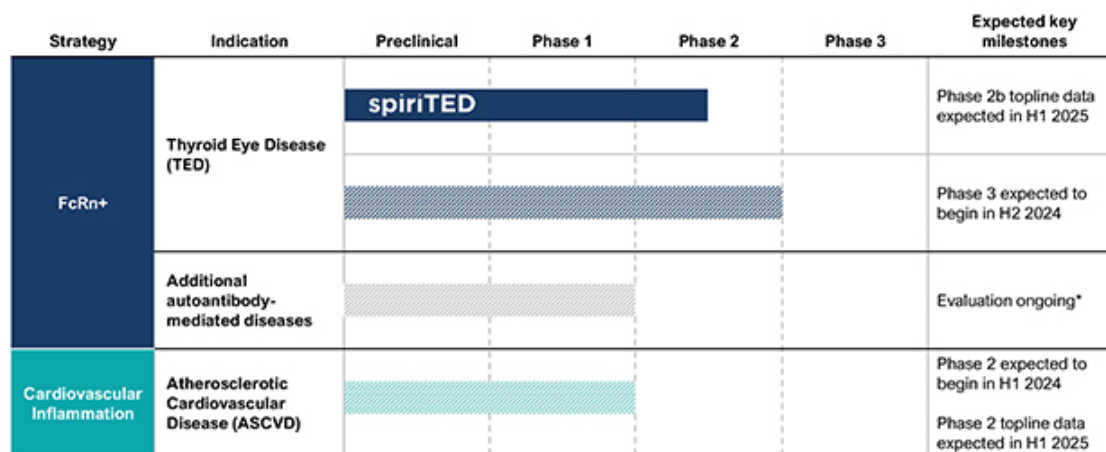 Strategy
Indication
Preclinical
Phase 1
Phase 2
Phase 3
Expected key
milestones
FcRn+
Thyroid Eye Disease
(TED)
spiriTED
Phase 2b topline data
expected in H1 2025
Phase 3 expected to
begin in H2 2024
Additional
autoantibody-
mediated diseases
Evaluation ongoing*
Cardiovascular
Inflammation
Atherosclerotic
Cardiovascular
Disease (ASCVD)
Phase 2 expected to
begin in H1 2024
Phase 2 topline data
expected in H1 2025